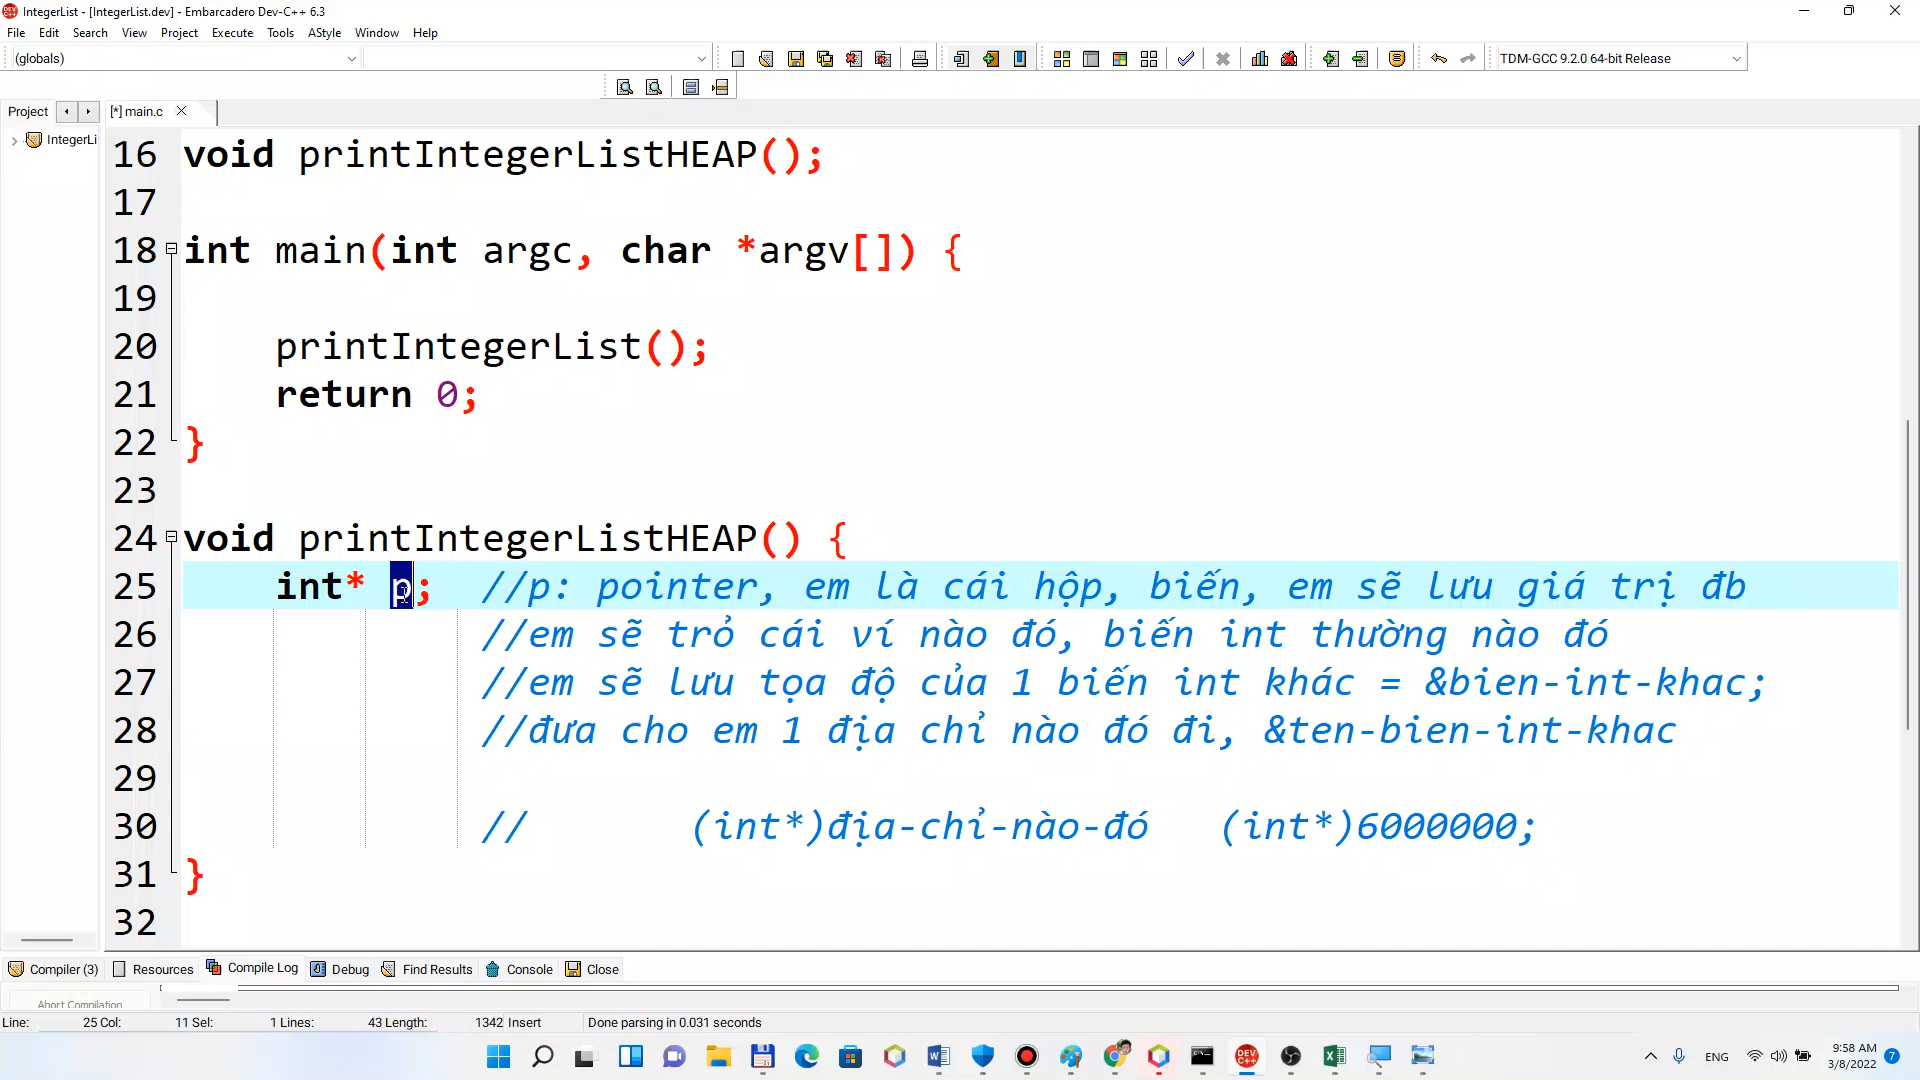 IntegerList - [IntegerList.dev] - Embarcadero Dev-C++ 6.3
File Edit Search View Project Execute Tools AStyle Window Help
(globals)
TDM-GCC 9.2.0 64-bit Release
Project
[*] main.c
IntegerLi
16 void printIntegerListHEAP();
17
18 int main(int argc, char *argv[]) {
19
20 printIntegerList();
21 return 0;
22 }
23
24 void printIntegerListHEAP() {
25 int* p; //p: pointer, em là cái hộp, biến, em sẽ lưu giá trị đb
26 //em sẽ trỏ cái ví nào đó, biến int thường nào đó
27 //em sẽ lưu tọa độ của 1 biến int khác = &bien-int-khac;
28 //đưa cho em 1 địa chỉ nào đó đi, &ten-bien-int-khac
29
30 // (int*)địa-chỉ-nào-đó (int*)6000000;
31 }
32
Compiler (3) Resources Compile Log Debug Find Results Console Close
Abort Compilation
Line: 25 Col: 11 Sel: 1 Lines: 43 Length: 1342 Insert Done parsing in 0.031 seconds
DEV C++
ENG
9:58 AM
3/8/2022
7